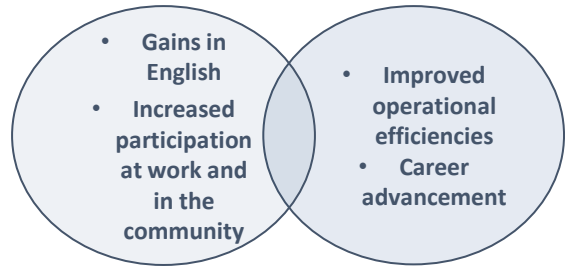 • Gains in
English
• Increased
participation
at work and
in the
community
• Improved
operational
efficiencies
• Career
advancement